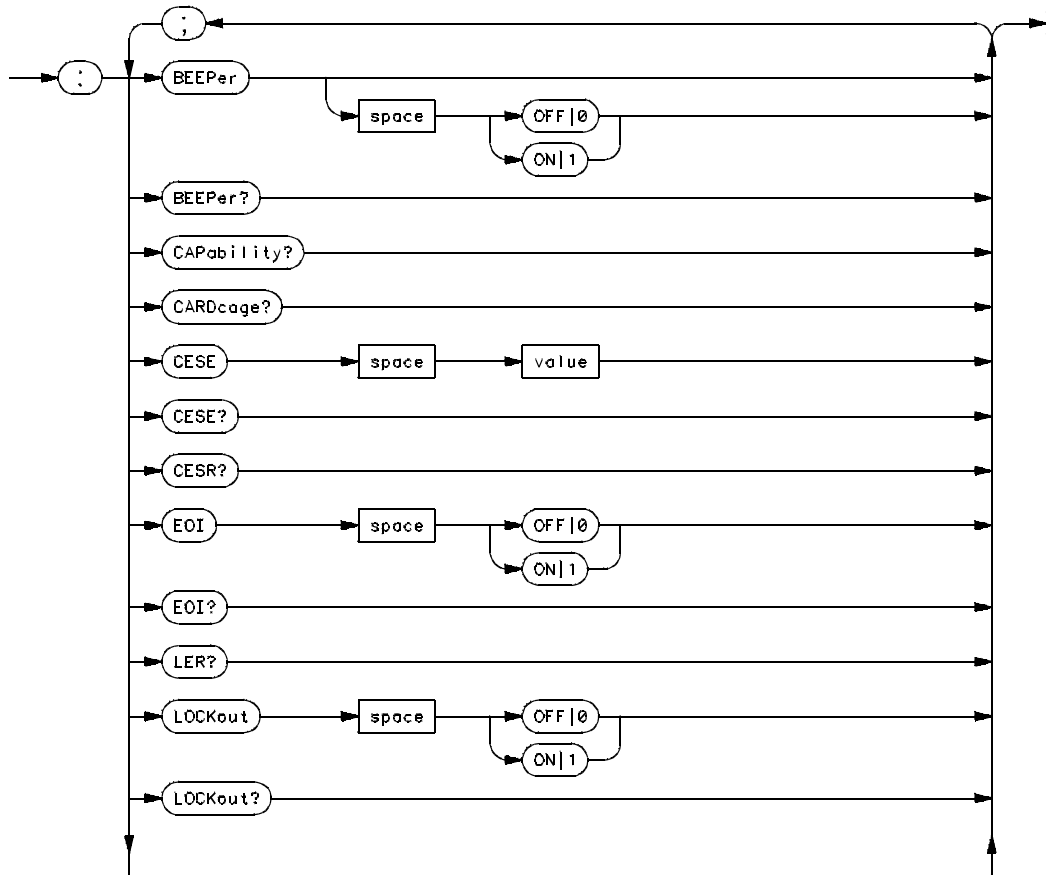 ;
: BEEPer
space OFF|0
ON|1
BEEPer?
CAPability?
CARDcage?
CESE space value
CESE?
CESR?
EOI space OFF|0
ON|1
EOI?
LER?
LOCKout space OFF|0
ON|1
LOCKout?